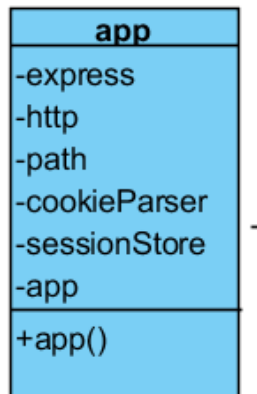 app
-express
-http
-path
-cookieParser
-sessionStore
-app
+app()